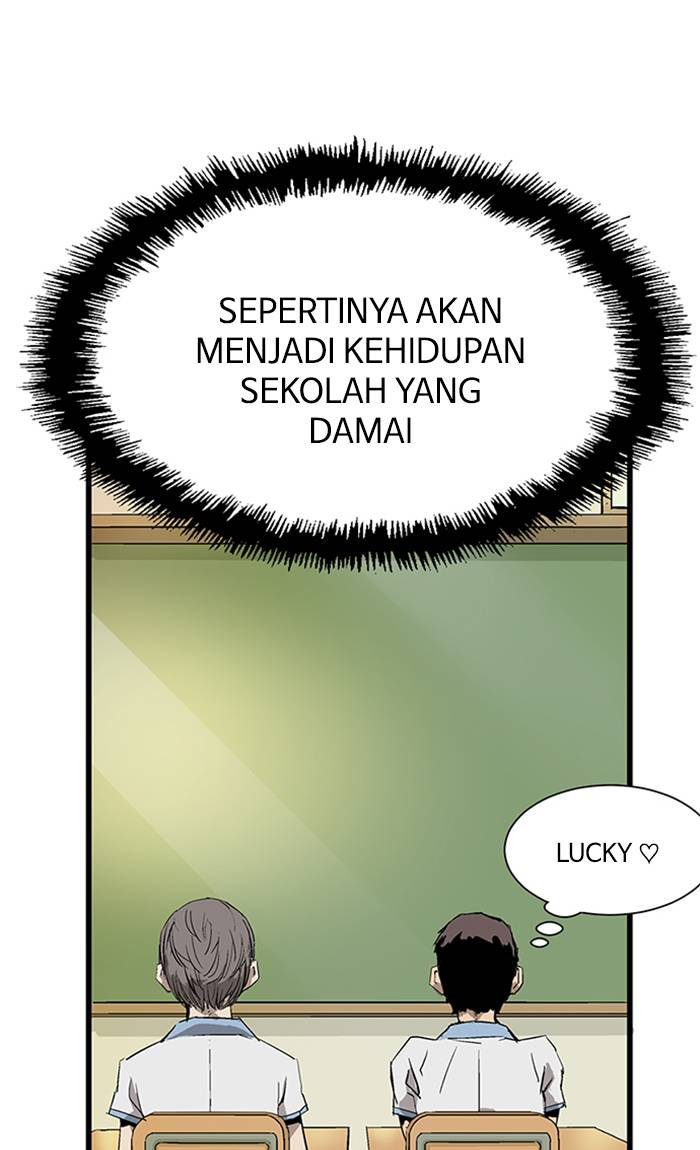 SEPERTINYA AKAN
MENJADI KEHIDUPAN
SEKOLAH YANG
DAMAI
LUCKY ♡